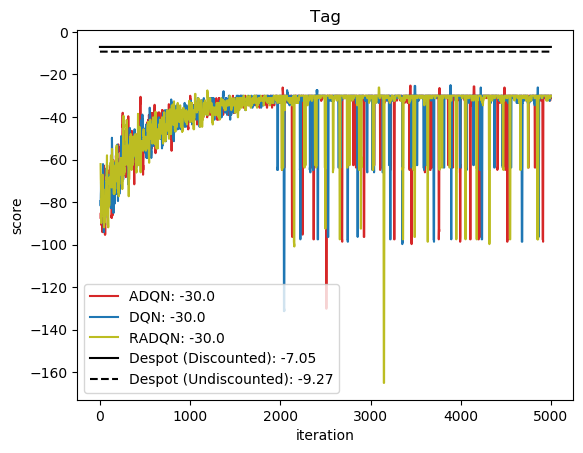 Tag
0
−20
−40
−60
−80
−100
−120
−140
−160
score
ADQN: -30.0
DQN: -30.0
RADQN: -30.0
Despot (Discounted): -7.05
Despot (Undiscounted): -9.27
0 1000 2000 3000 4000 5000
iteration